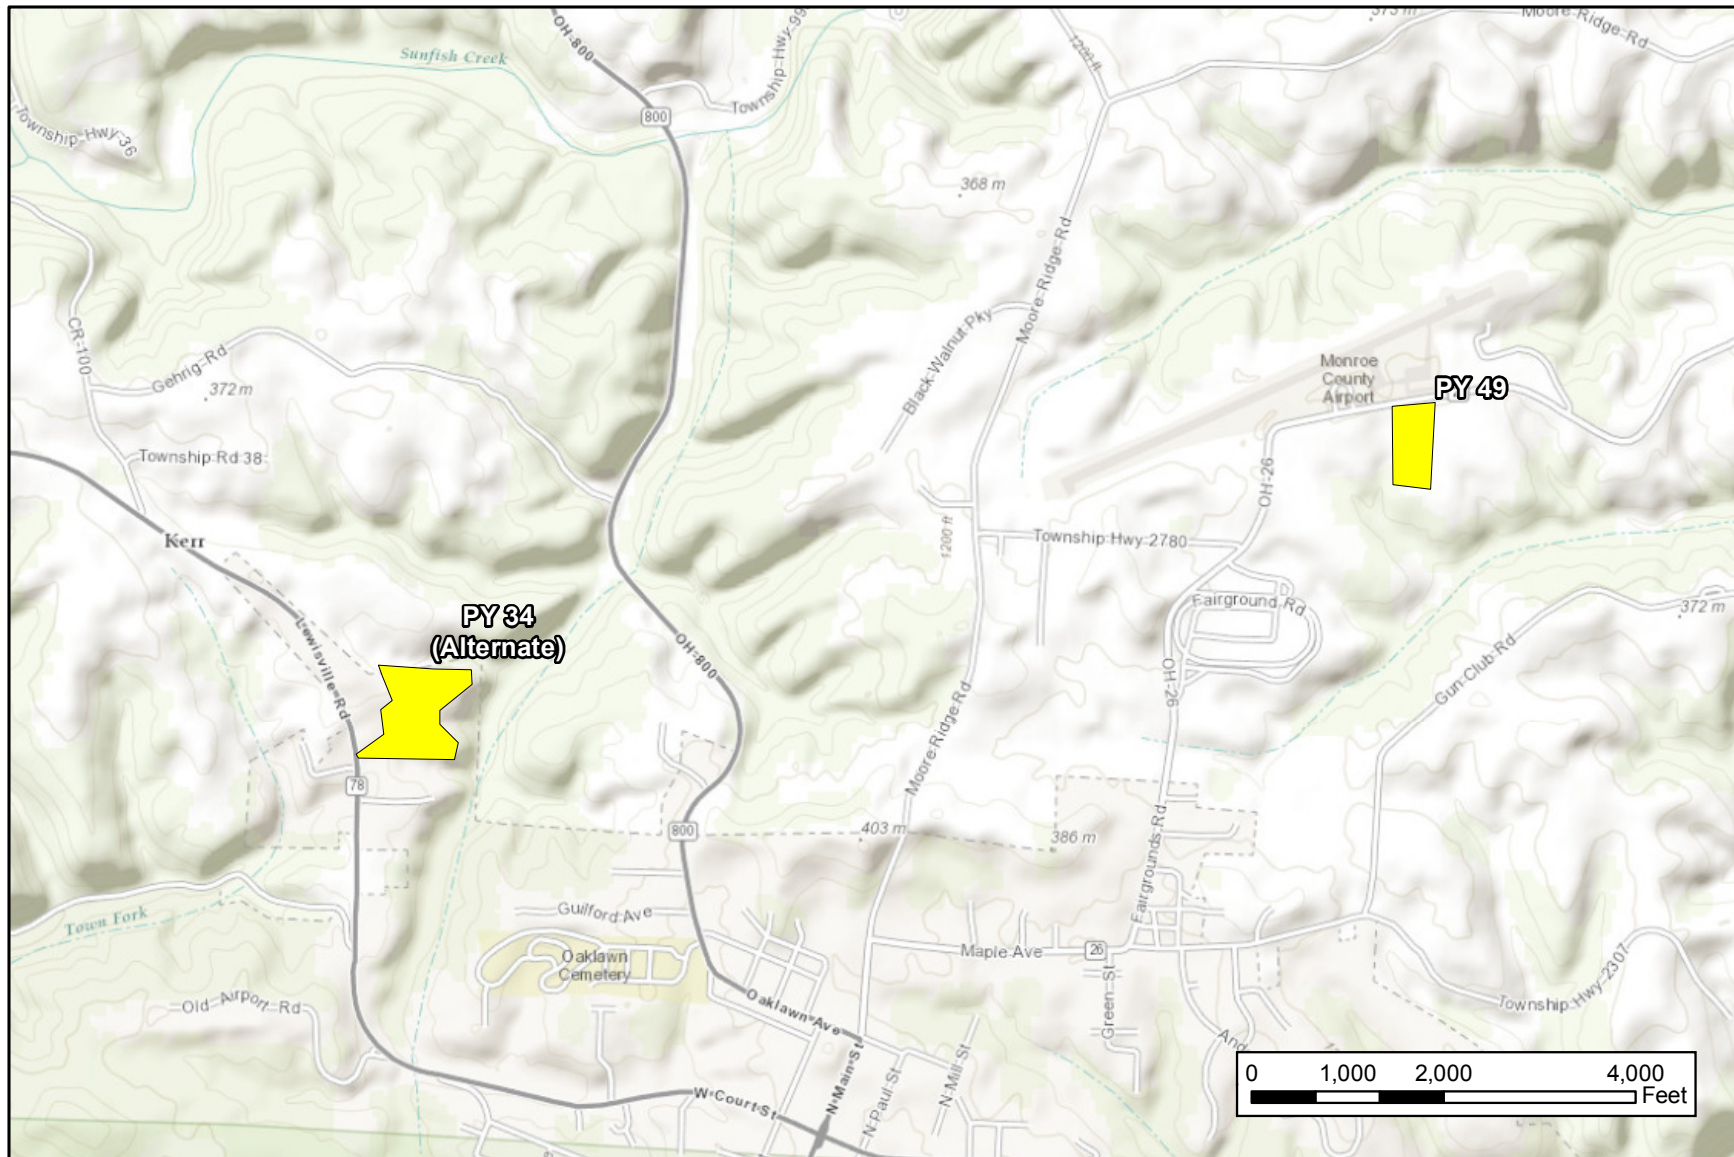 373 m
Moore Ridge Rd
OH-800
Sunfish Creek
Township Hwy 99
1200 ft
800
Township Hwy 36
368 m
Moore Ridge Rd
CR-100
Gehrig Rd
372 m
Black Walnut Pky
Monroe
County
Airport
PY 49
Township Rd 38
OH-26
1200 ft
Township Hwy 2780
Kerr
Fairground Rd
372 m
PY 34
(Alternate)
Lewisville Rd
OH-800
OH-26
Gun Club Rd
Moore Ridge Rd
78
800
403 m
386 m
Fairgrounds Rd
Town Fork
Guilford Ave
Oaklawn
Cemetery
Maple Ave
26
Old Airport Rd
Oaklawn Ave
Green St
Township Hwy 2307
N Main St
N Paul St
N Mill St
W Court St
0 1,000 2,000 4,000
Feet